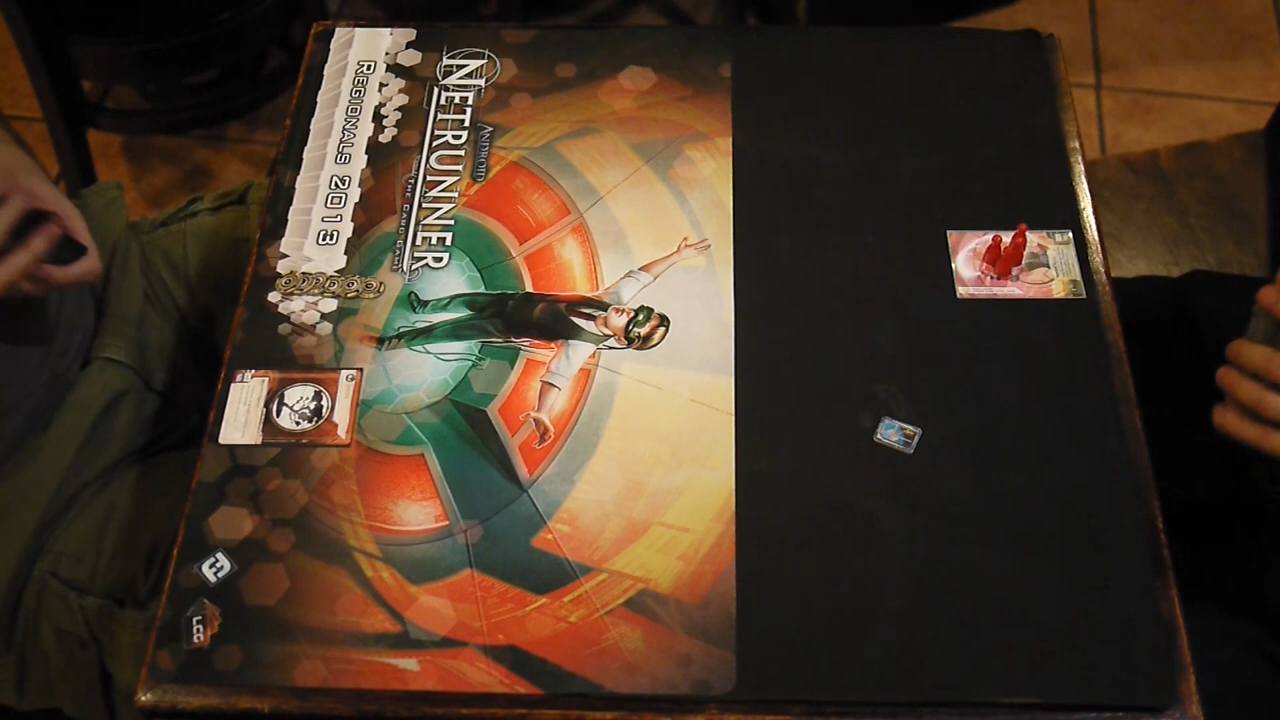 ANDROID
NETRUNNER
THE CARD GAME
REGIONALS 2013
LCG